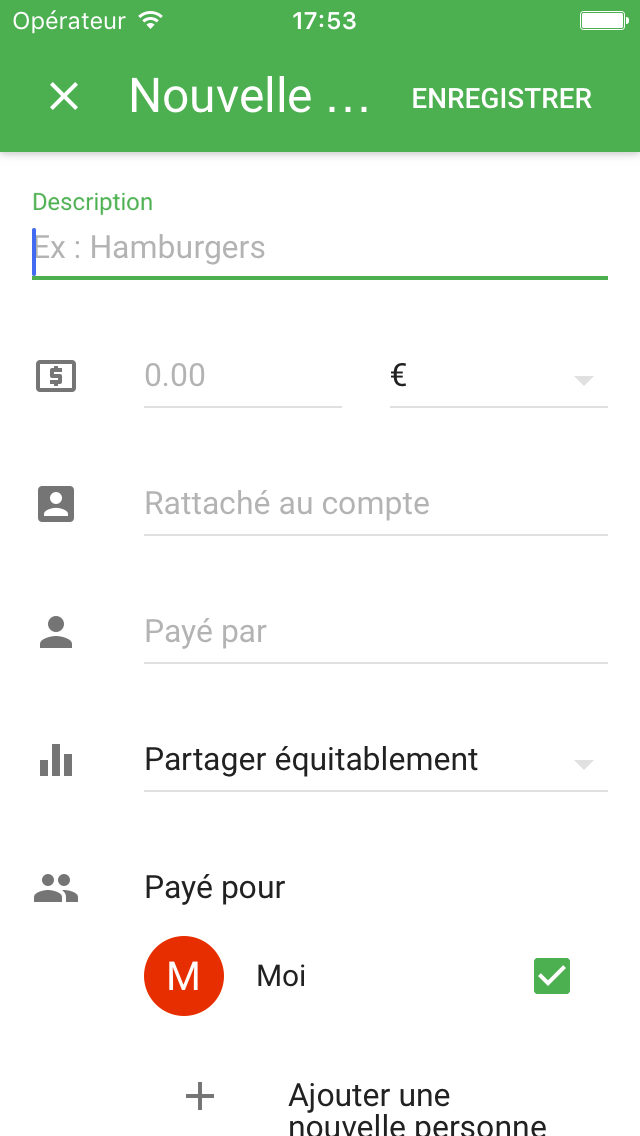 Opérateur 17:53
Nouvelle ... ENREGISTRER
Description
Ex : Hamburgers
0.00 €
Rattaché au compte
Payé par
Partager équitablement
Payé pour
M Moi
Ajouter une
nouvelle personne